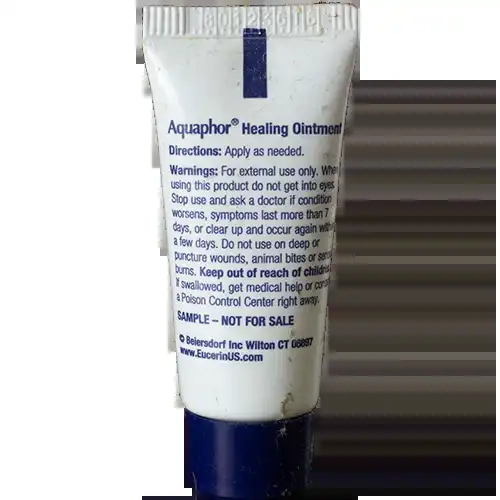 Aquaphor® Healing Ointment
Directions: Apply as needed.
Warnings: For external use only. When
using this product do not get into eyes.
Stop use and ask a doctor if condition
worsens, symptoms last more than 7
days, or clear up and occur again
a few days. Do not use on deep or
puncture wounds, animal bites or
burns. Keep out of reach of children.
If swallowed, get medical help or
a Poison Control Center right away.
SAMPLE – NOT FOR SALE
© Beiersdorf Inc Wilton CT 06897
www.EucerinUS.com